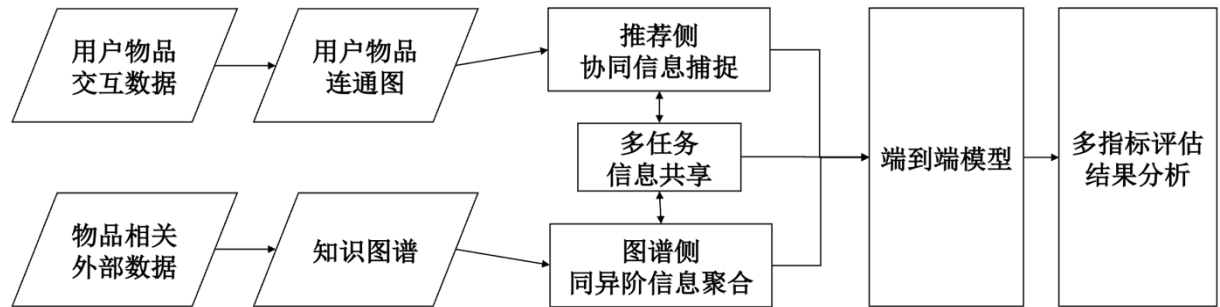 用户物品
交互数据
用户物品
连通图
推荐侧
协同信息捕捉
多任务
信息共享
端到端模型
多指标评估
结果分析
物品相关
外部数据
知识图谱
图谱侧
同异阶信息聚合